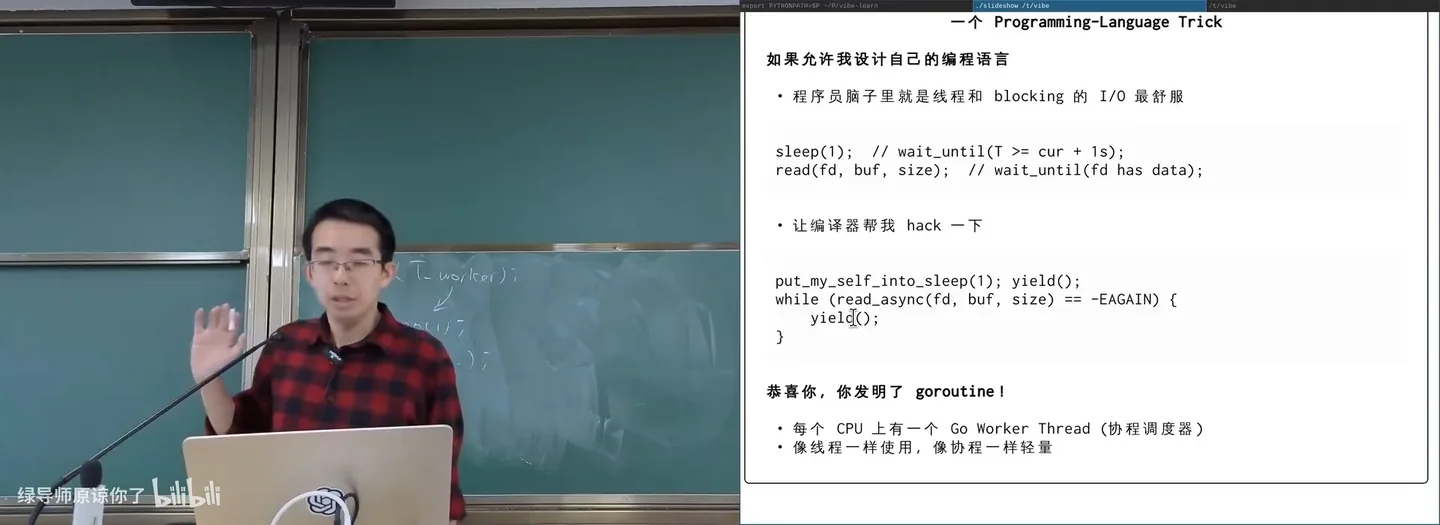 export PYTHONPATH=$P ~/P/vibe-learn
./slideshow /t/vibe
/t/vibe
一个 Programming-Language Trick
如果允许我设计自己的编程语言
• 程序员脑子里就是线程和 blocking 的 I/O 最舒服
sleep(1); // wait_until(T >= cur + 1s);
read(fd, buf, size); // wait_until(fd has data);
• 让编译器帮我 hack 一下
put_my_self_into_sleep(1); yield();
while (read_async(fd, buf, size) == -EAGAIN) {
yield();
}
恭喜你，你发明了 goroutine！
• 每个 CPU 上有一个 Go Worker Thread (协程调度器)
• 像线程一样使用，像协程一样轻量
T_worker);
绿导师原谅你了 bilibili